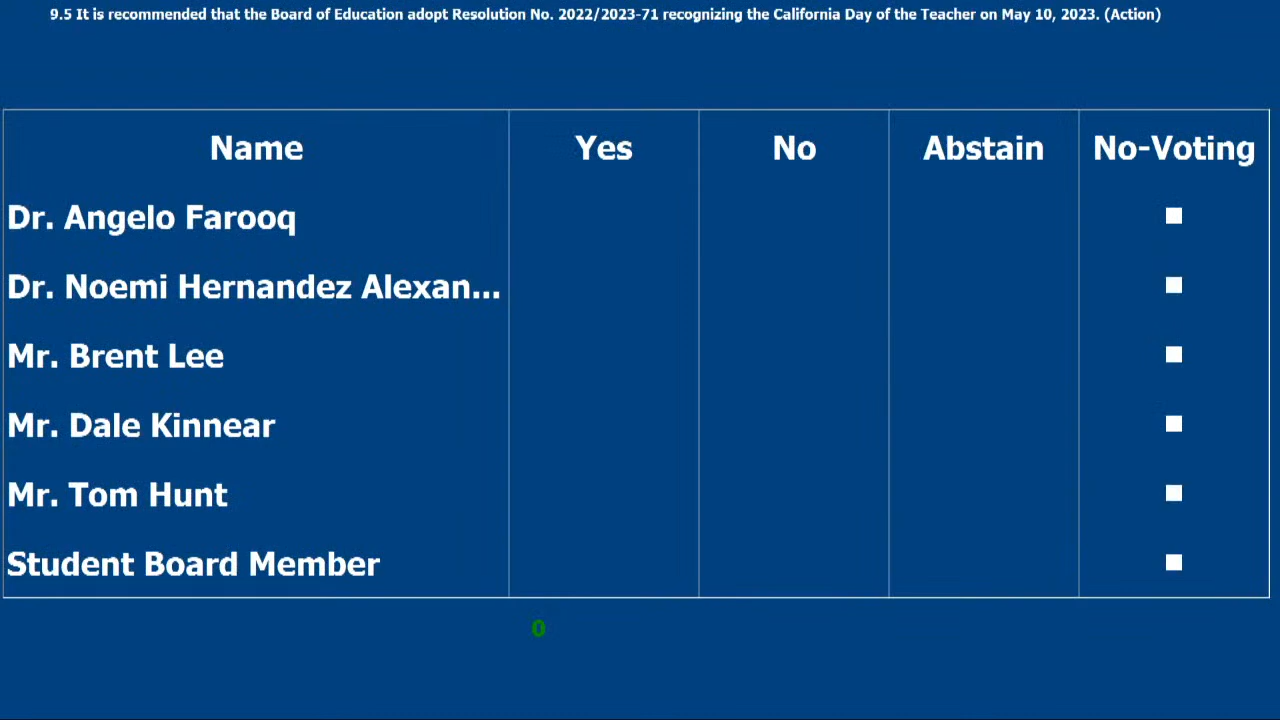 9.5 It is recommended that the Board of Education adopt Resolution No. 2022/2023-71 recognizing the California Day of the Teacher on May 10, 2023. (Action)
Name Yes No Abstain No-Voting
Dr. Angelo Farooq
Dr. Noemi Hernandez Alexan...
Mr. Brent Lee
Mr. Dale Kinnear
Mr. Tom Hunt
Student Board Member
0